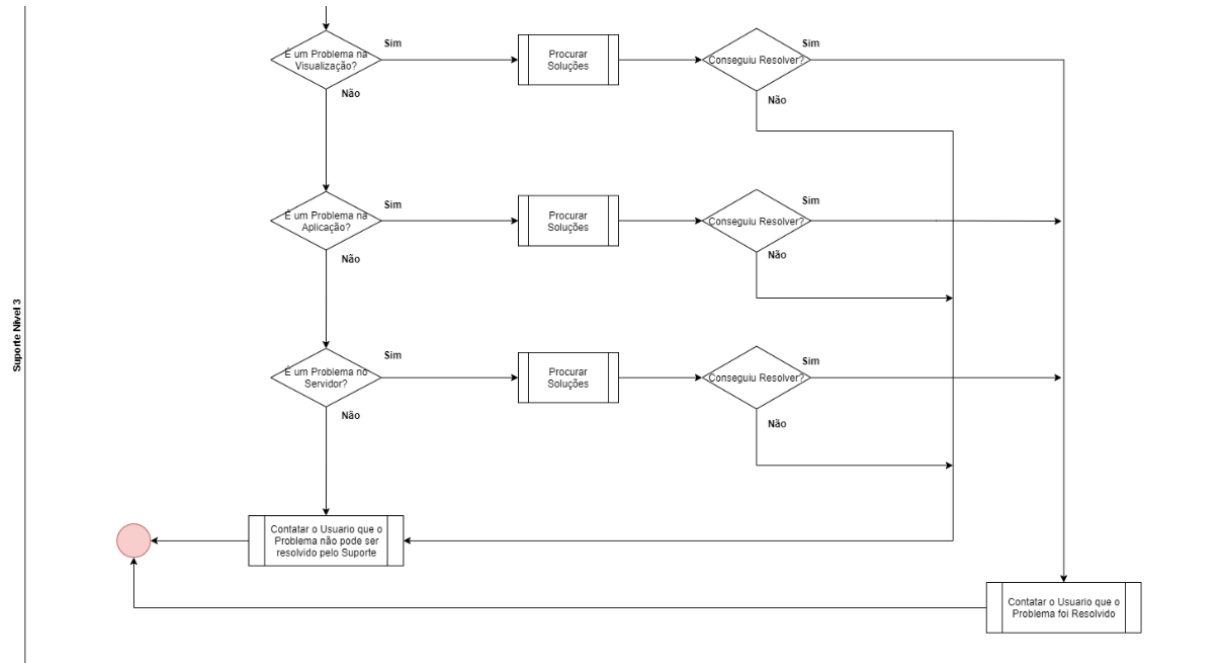 É um Problema na
Visualização?
Sim
Não
Procurar
Soluções
Conseguiu Resolver?
Sim
Não
É um Problema na
Aplicação?
Sim
Não
Procurar
Soluções
Conseguiu Resolver?
Sim
Não
Suporte Nivel 3
É um Problema no
Servidor?
Sim
Não
Procurar
Soluções
Conseguiu Resolver?
Sim
Não
Contatar o Usuario que o
Problema não pode ser
resolvido pelo Suporte
Contatar o Usuario que o
Problema foi Resolvido